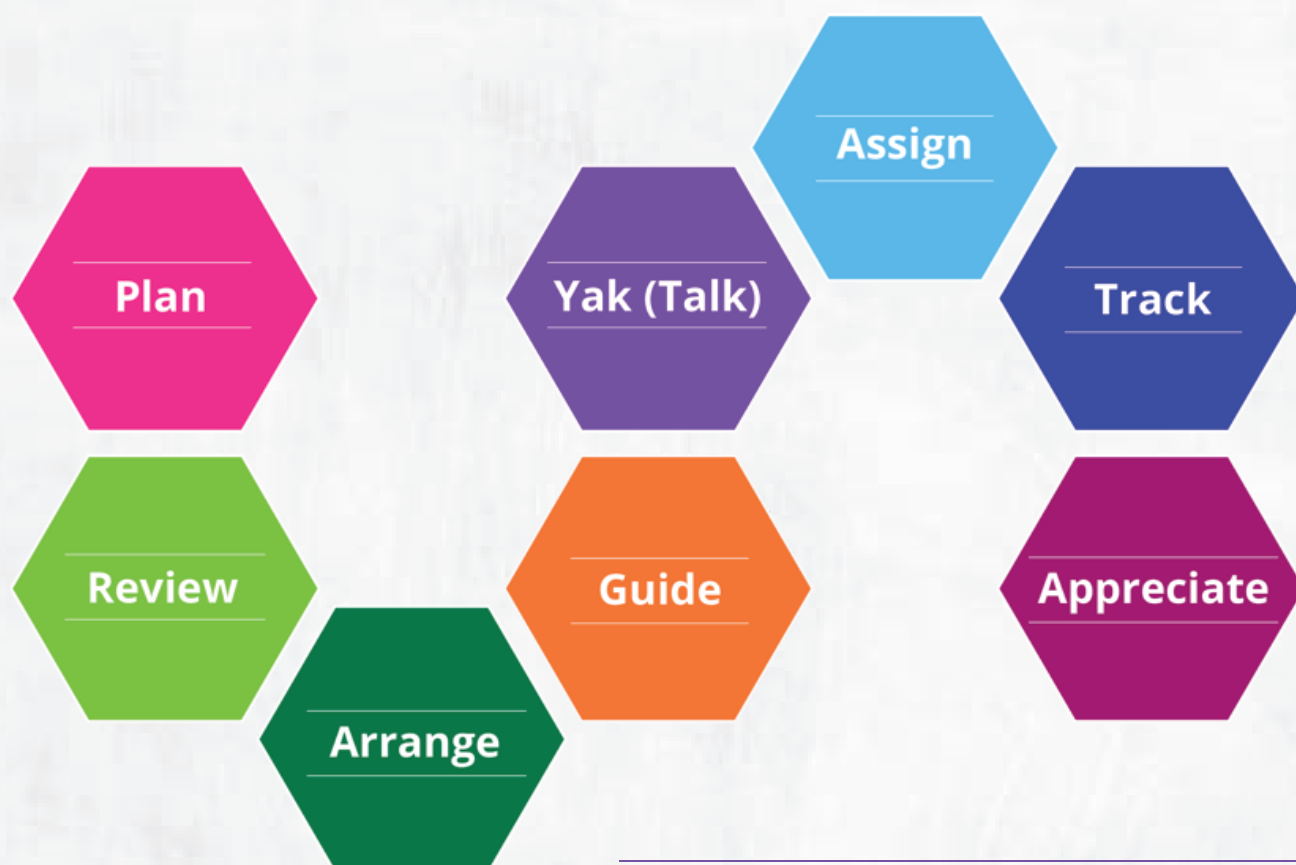 Plan
Review
Arrange
Guide
Yak (Talk)
Assign
Track
Appreciate